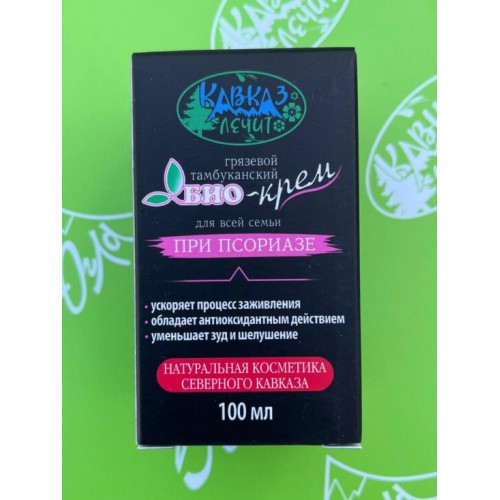 КАВКАЗ
ЛЕЧИТ
грязевой
тамбуканский
БИО-крем
для всей семьи
ПРИ ПСОРИАЗЕ
• ускоряет процесс заживления
• обладает антиоксидантным действием
• уменьшает зуд и шелушение
НАТУРАЛЬНАЯ КОСМЕТИКА
СЕВЕРНОГО КАВКАЗА
100 мл